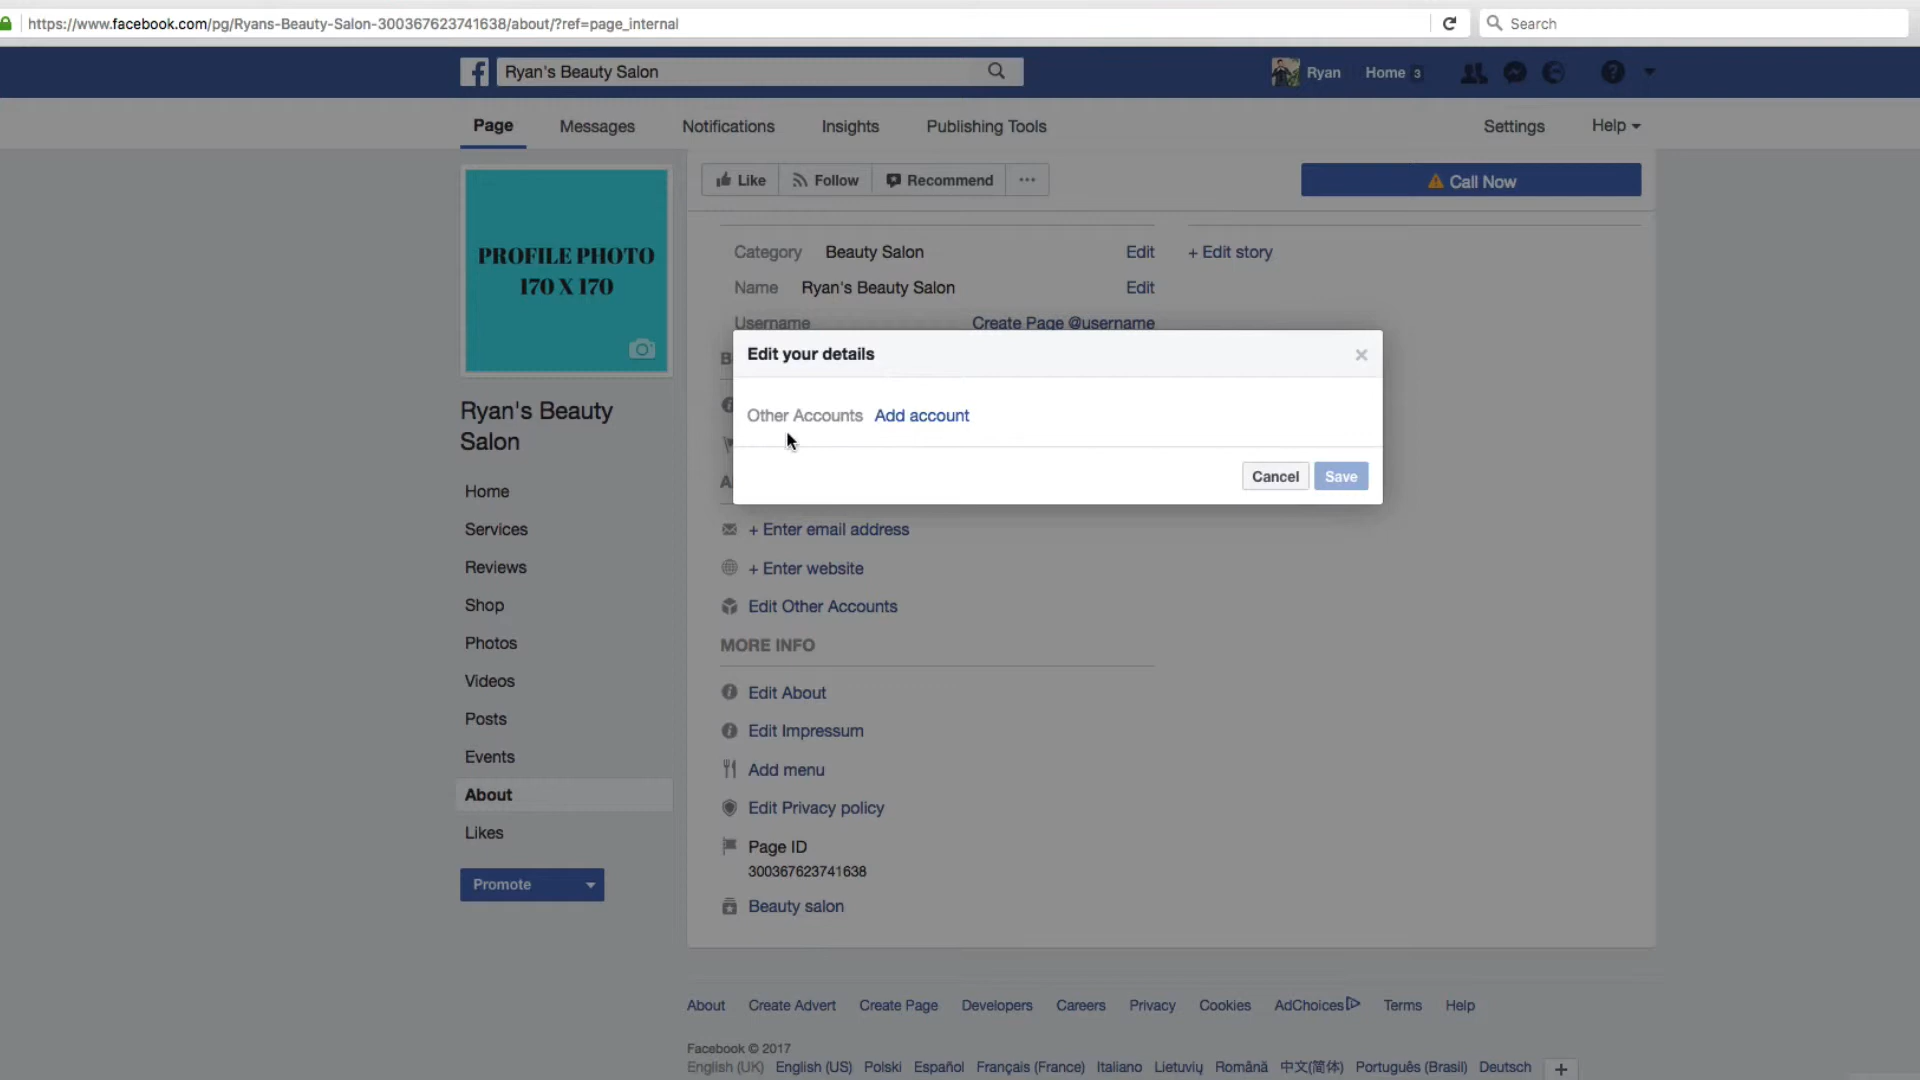 https://www.facebook.com/pg/Ryans-Beauty-Salon-300367623741638/about/?ref=page_internal
Search
Ryan's Beauty Salon
Ryan
Home 3
Page
Messages
Notifications
Insights
Publishing Tools
Settings
Help
PROFILE PHOTO
170 X 170
Like
Follow
Recommend
Call Now
Category Beauty Salon Edit
+ Edit story
Name Ryan's Beauty Salon Edit
Username Create Page @username
B
Edit your details
Other Accounts Add account
Cancel
Save
Ryan's Beauty
Salon
Home
Services
Reviews
Shop
Photos
Videos
Posts
Events
About
Likes
Promote
+ Enter email address
+ Enter website
Edit Other Accounts
MORE INFO
Edit About
Edit Impressum
Add menu
Edit Privacy policy
Page ID
300367623741638
Beauty salon
About Create Advert Create Page Developers Careers Privacy Cookies AdChoices Terms Help
Facebook © 2017
English (UK) English (US) Polski Español Français (France) Italiano Lietuvių Română 中文(简体) Português (Brasil) Deutsch +